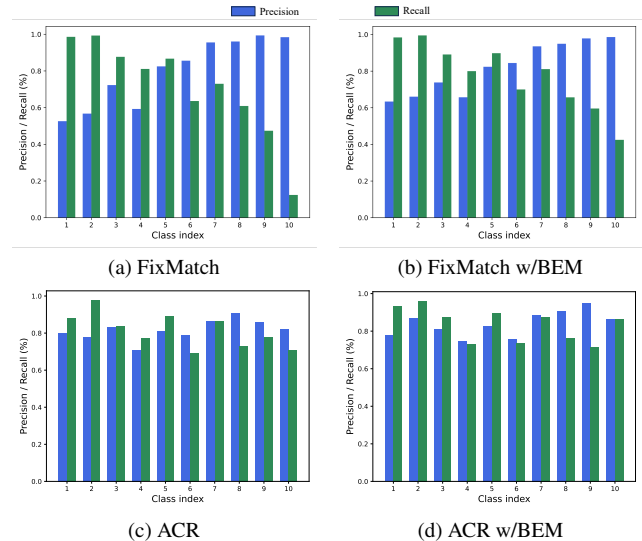 Precision
Recall
1.0
0.8
0.6
0.4
0.2
0.0
Precision / Recall (%)
1 2 3 4 5 6 7 8 9 10
Class index
(a) FixMatch
1.0
0.8
0.6
0.4
0.2
0.0
Precision / Recall (%)
1 2 3 4 5 6 7 8 9 10
Class index
(b) FixMatch w/BEM
1.0
0.8
0.6
0.4
0.2
0.0
Precision / Recall (%)
1 2 3 4 5 6 7 8 9 10
Class index
(c) ACR
1.0
0.8
0.6
0.4
0.2
0.0
Precision / Recall (%)
1 2 3 4 5 6 7 8 9 10
Class index
(d) ACR w/BEM